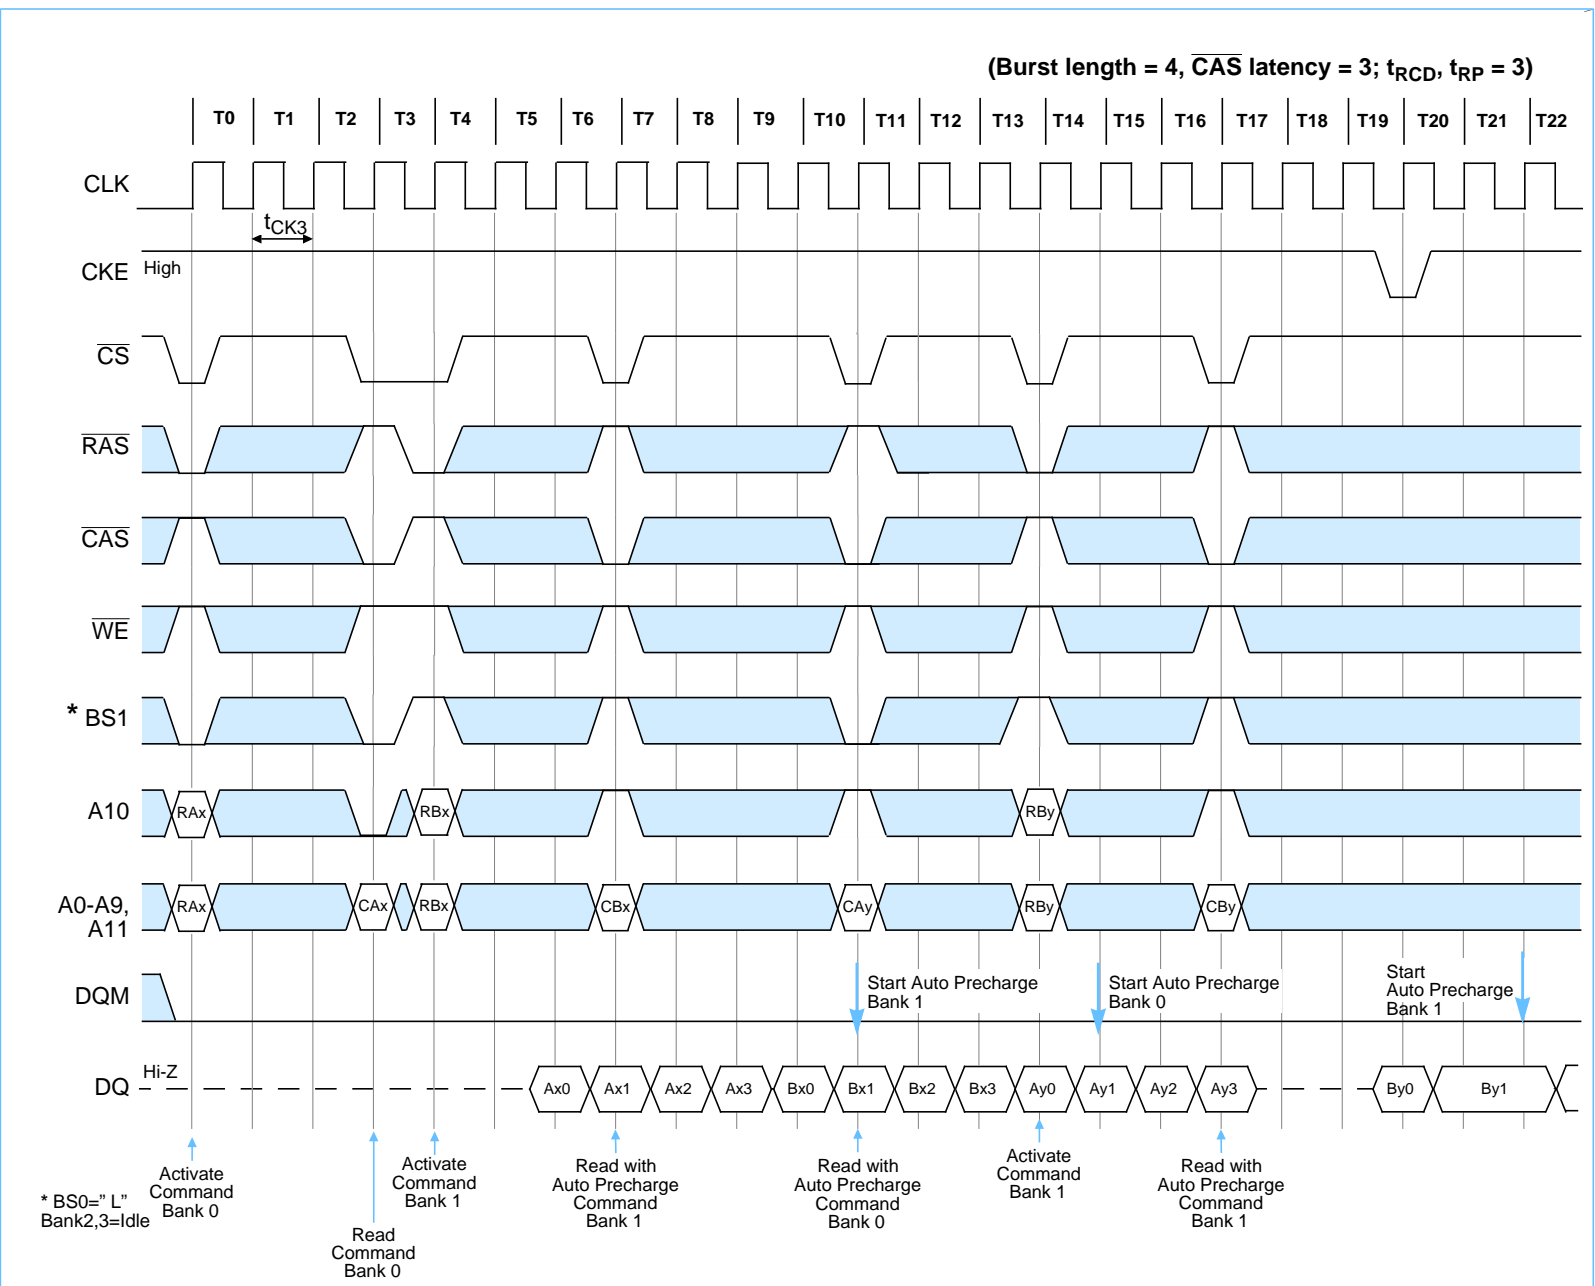 (Burst length = 4, CAS latency = 3; tRCD, tRP = 3)
T0 T1 T2 T3 T4 T5 T6 T7 T8 T9 T10 T11 T12 T13 T14 T15 T16 T17 T18 T19 T20 T21 T22
CLK
tCK3
CKE High
CS
RAS
CAS
WE
* BS1
A10 RAx RBx RBy
A0-A9,
A11
RAx CAx RBx CBx CAy RBy CBy
DQM
Start Auto Precharge
Bank 1
Start Auto Precharge
Bank 0
Start
Auto Precharge
Bank 1
DQ Hi-Z Ax0 Ax1 Ax2 Ax3 Bx0 Bx1 Bx2 Bx3 Ay0 Ay1 Ay2 Ay3 By0 By1
Activate
Command
Bank 0
Read
Command
Bank 0
Activate
Command
Bank 1
Read with
Auto Precharge
Command
Bank 1
Read with
Auto Precharge
Command
Bank 0
Activate
Command
Bank 1
Read with
Auto Precharge
Command
Bank 1
* BS0=” L”
Bank2,3=Idle